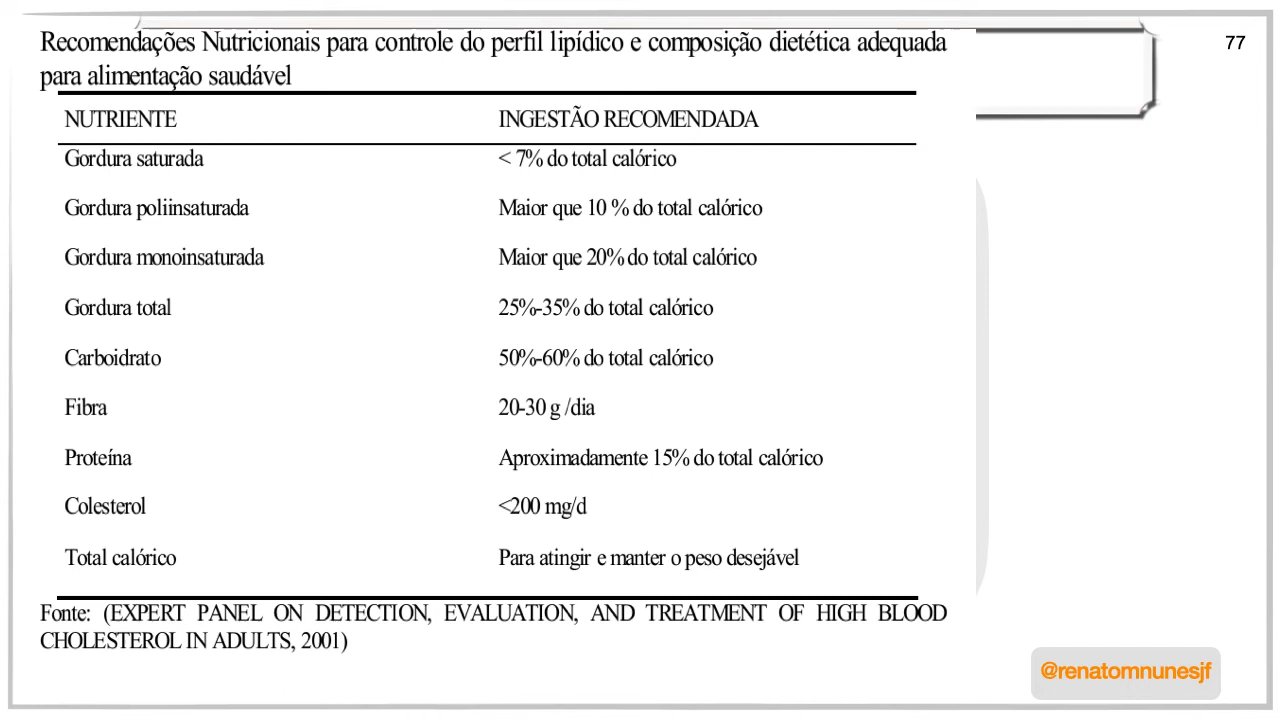 Recomendações Nutricionais para controle do perfil lipídico e composição dietética adequada
para alimentação saudável
77
NUTRIENTE INGESTÃO RECOMENDADA
Gordura saturada < 7% do total calórico
Gordura poliinsaturada Maior que 10 % do total calórico
Gordura monoinsaturada Maior que 20% do total calórico
Gordura total 25%-35% do total calórico
Carboidrato 50%-60% do total calórico
Fibra 20-30 g /dia
Proteína Aproximadamente 15% do total calórico
Colesterol <200 mg/d
Total calórico Para atingir e manter o peso desejável
Fonte: (EXPERT PANEL ON DETECTION, EVALUATION, AND TREATMENT OF HIGH BLOOD
CHOLESTEROL IN ADULTS, 2001)
@renatomnunesjf